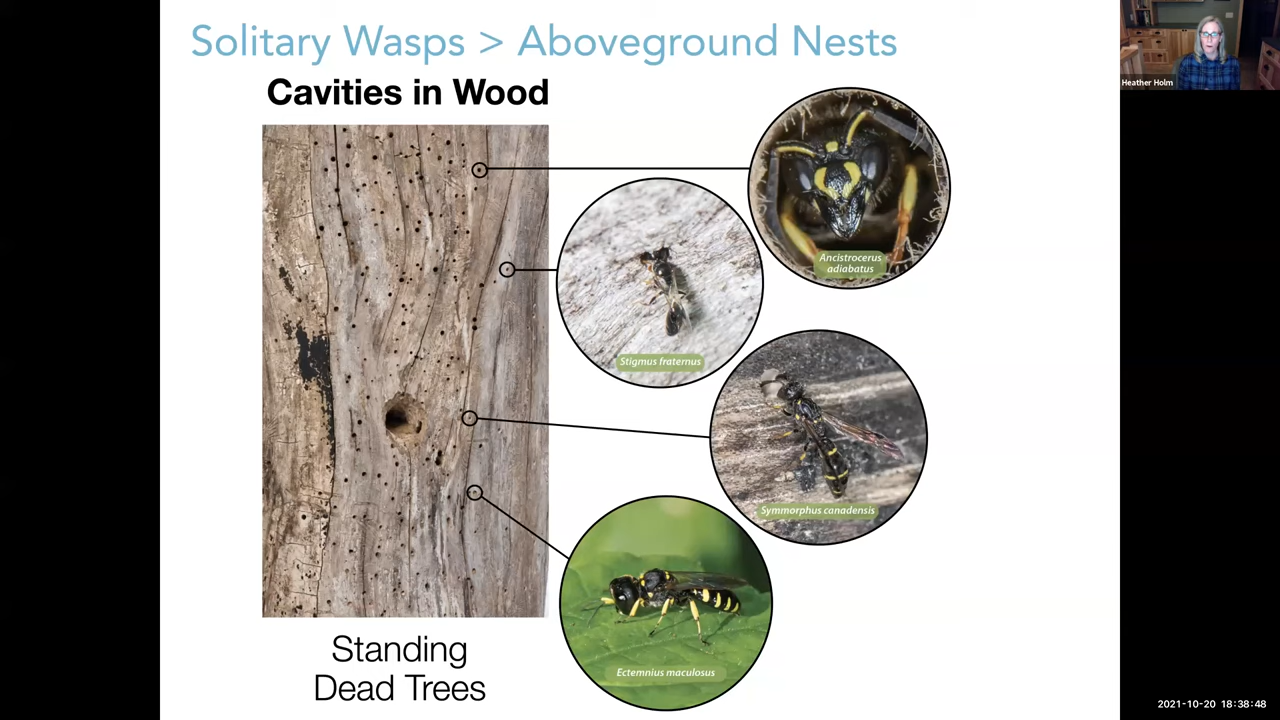 Solitary Wasps > Aboveground Nests
Cavities in Wood
Heather Holm
Ancistrocerus
adiabatus
Stigmus fraternus
Symmorphus canadensis
Ectemnius maculosus
Standing
Dead Trees
2021-10-20 18:38:48